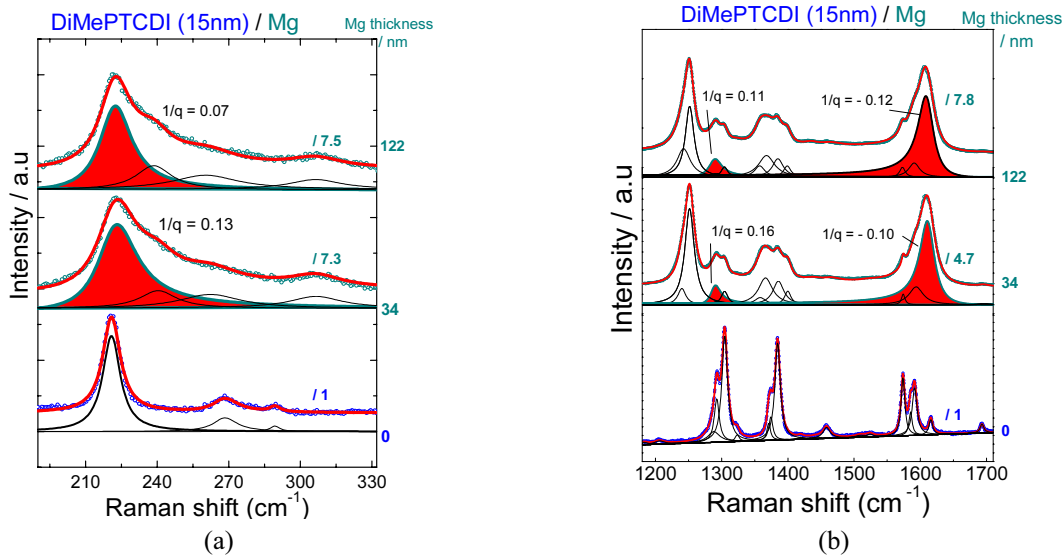 DiMePTCDI (15nm) / Mg
Mg thickness
/ nm
1/q = 0.07
/ 7.5
122
1/q = 0.13
/ 7.3
34
/ 1
0
Intensity / a.u
210 240 270 300 330
Raman shift (cm⁻¹)
(a)
DiMePTCDI (15nm) / Mg
Mg thickness
/ nm
1/q = 0.11
1/q = - 0.12
/ 7.8
122
1/q = 0.16
1/q = - 0.10
/ 4.7
34
/ 1
0
Intensity / a.u
1200 1300 1400 1500 1600 1700
Raman shift (cm⁻¹)
(b)